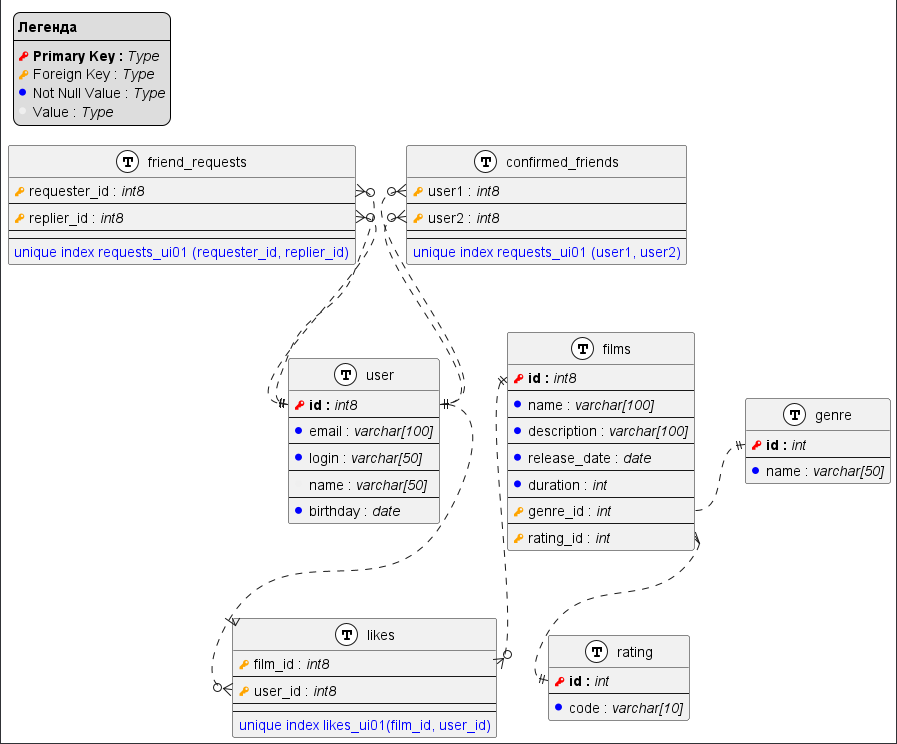 Легенда
Primary Key : Type
Foreign Key : Type
Not Null Value : Type
Value : Type
T friend_requests
requester_id : int8
replier_id : int8
unique index requests_ui01 (requester_id, replier_id)
T confirmed_friends
user1 : int8
user2 : int8
unique index requests_ui01 (user1, user2)
T user
id : int8
email : varchar[100]
login : varchar[50]
name : varchar[50]
birthday : date
T films
id : int8
name : varchar[100]
description : varchar[100]
release_date : date
duration : int
genre_id : int
rating_id : int
T genre
id : int
name : varchar[50]
T likes
film_id : int8
user_id : int8
unique index likes_ui01(film_id, user_id)
T rating
id : int
code : varchar[10]